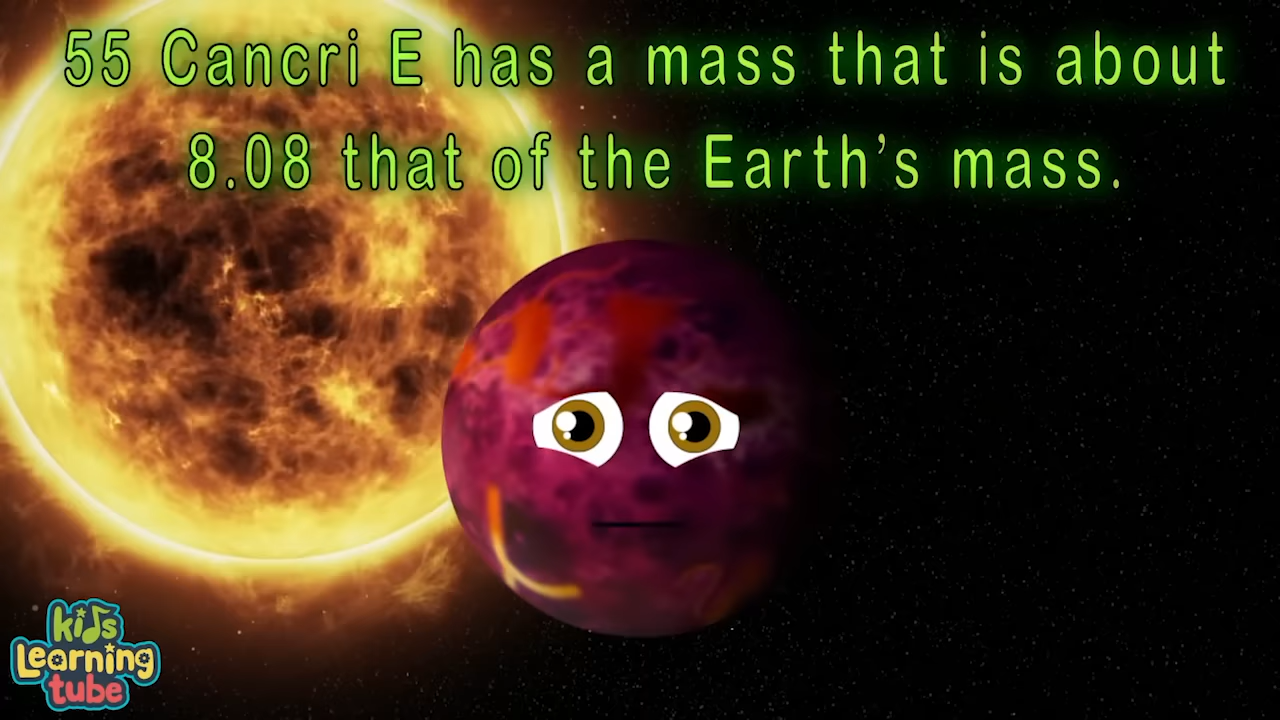 55 Cancri E has a mass that is about
8.08 that of the Earth’s mass.
kids
Learning
tube